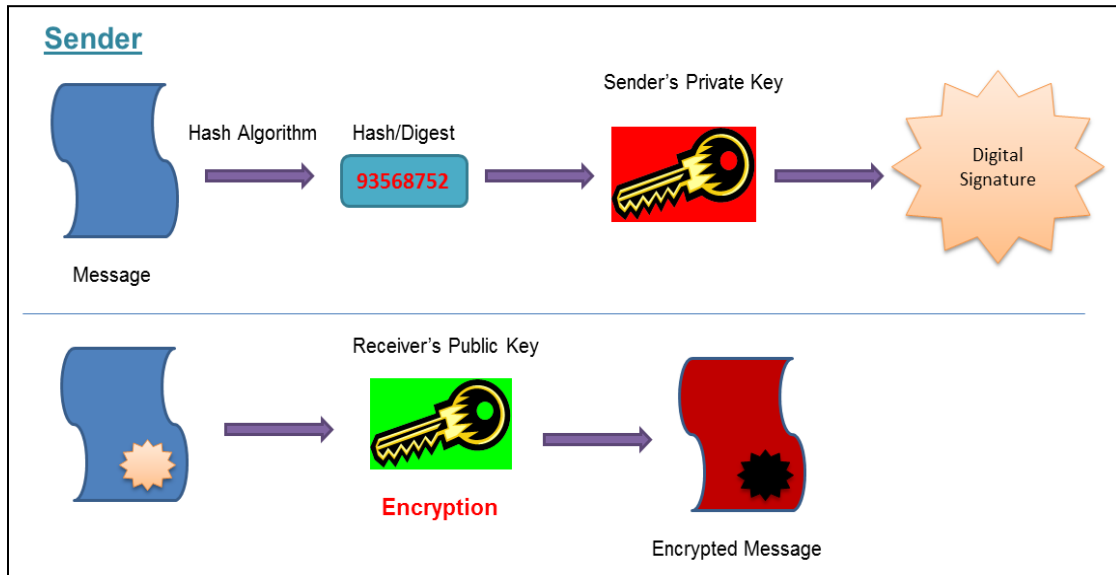 Sender
Sender's Private Key
Hash Algorithm
Hash/Digest
93568752
Digital
Signature
Message
Receiver's Public Key
Encryption
Encrypted Message